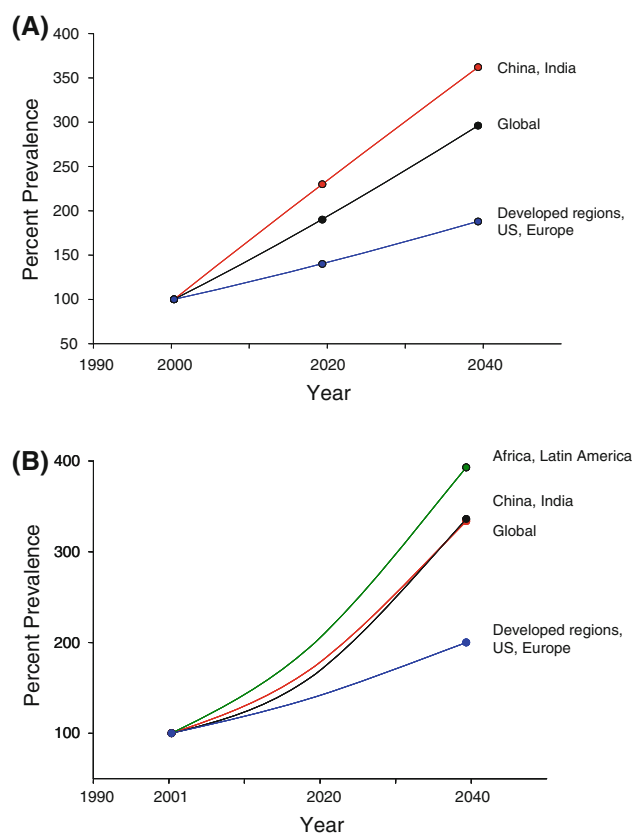 (A)
400
350
300
250
200
150
100
50
Percent Prevalence
China, India
Global
Developed regions,
US, Europe
1990 2000 2020 2040
Year
(B)
400
300
200
100
Percent Prevalence
Africa, Latin America
China, India
Global
Developed regions,
US, Europe
1990 2001 2020 2040
Year